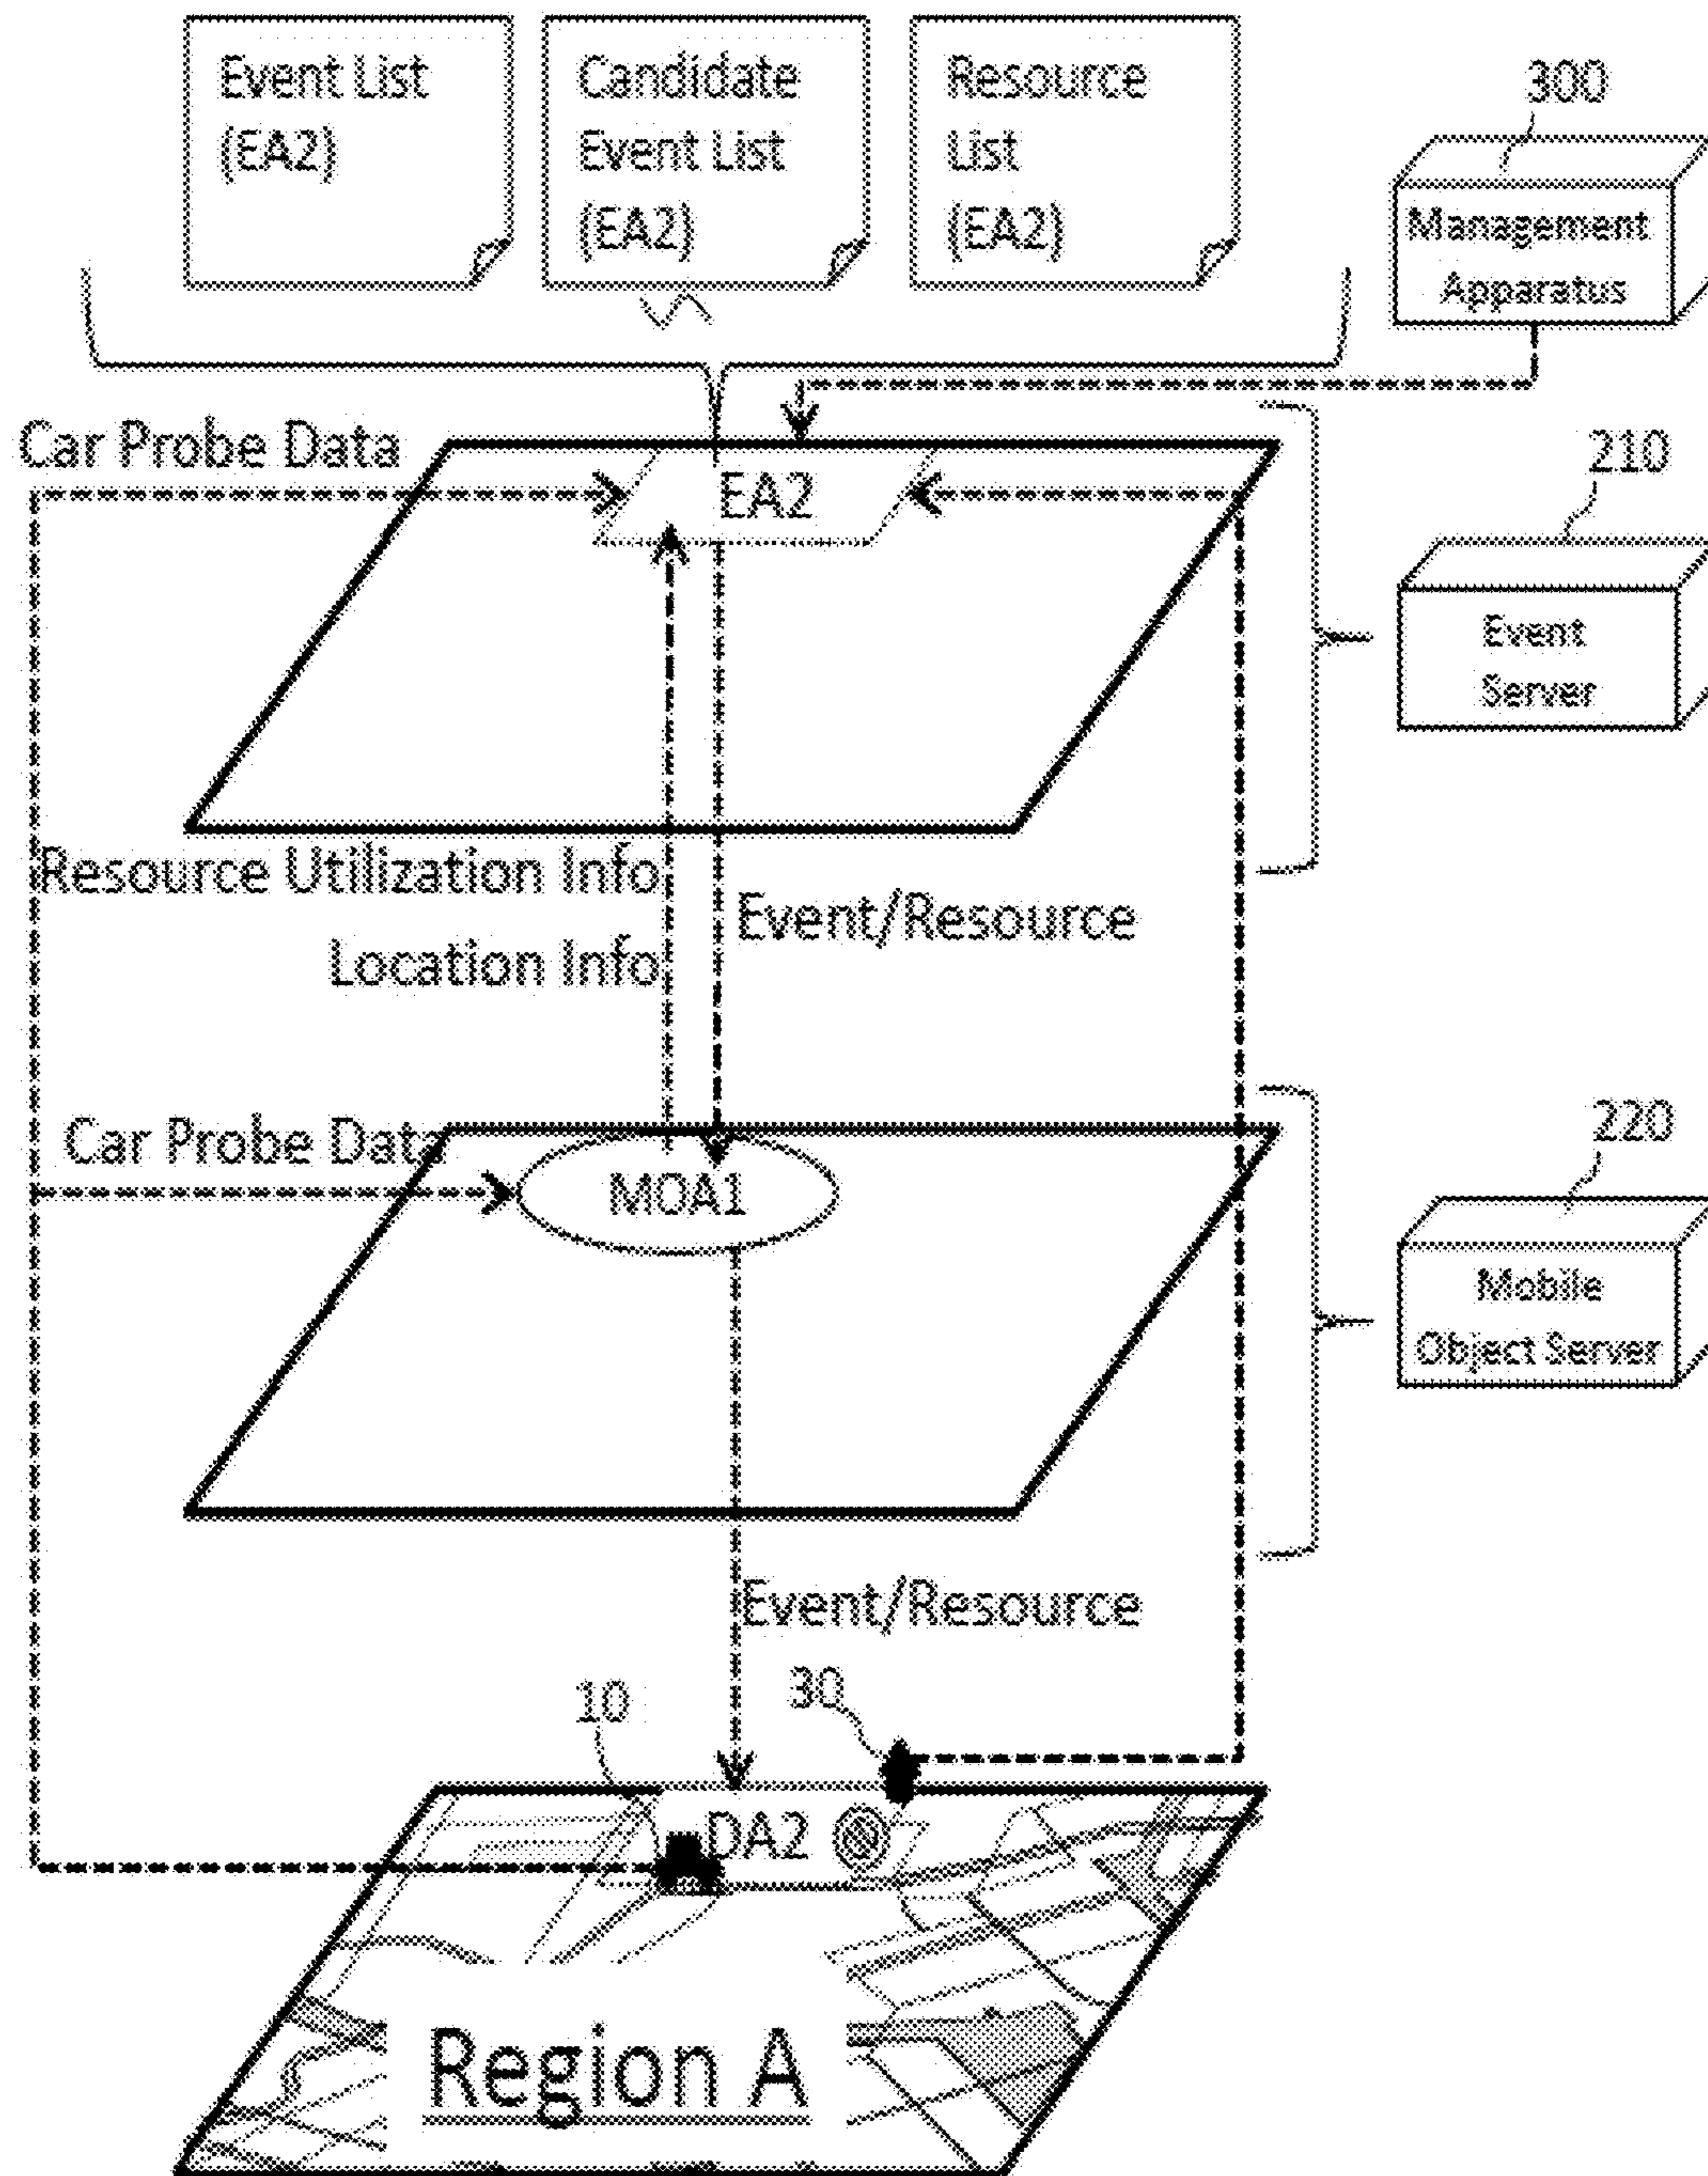 Event List
(EA2)
Candidate
Event List
(EA2)
Resource
List
(EA2)
300
Management
Apparatus
Car Probe Data
EA2
210
Event
Server
Resource Utilization Info
Location Info
Event/Resource
Car Probe Data
MOA1
220
Mobile
Object Server
Event/Resource
10
30
DA2
Region A